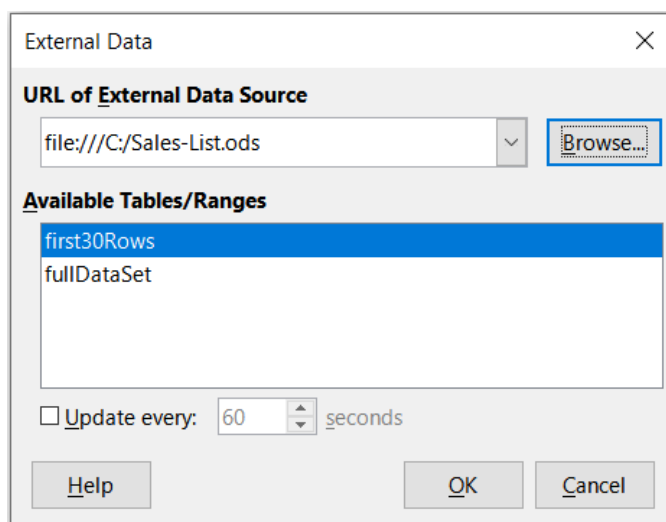 External Data
URL of External Data Source
file:///C:/Sales-List.ods
Browse...
Available Tables/Ranges
first30Rows
fullDataSet
Update every: 60 seconds
Help OK Cancel